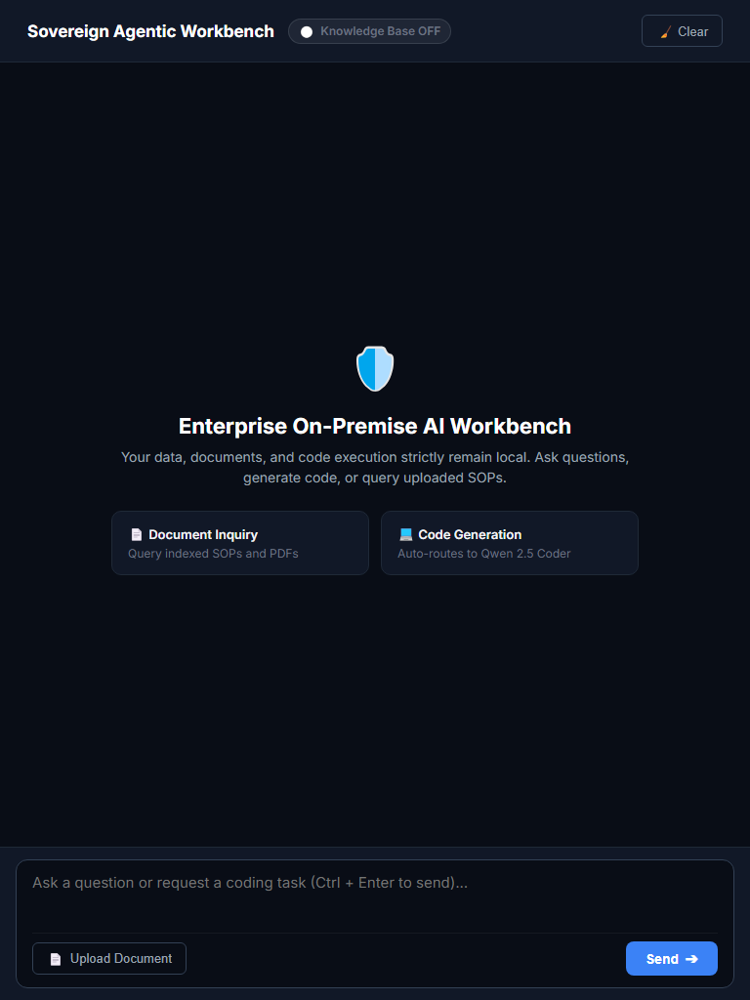 Sovereign Agentic Workbench
Knowledge Base OFF
Clear
Enterprise On-Premise AI Workbench
Your data, documents, and code execution strictly remain local. Ask questions,
generate code, or query uploaded SOPs.
Document Inquiry
Query indexed SOPs and PDFs
Code Generation
Auto-routes to Qwen 2.5 Coder
Ask a question or request a coding task (Ctrl + Enter to send)...
Upload Document
Send ➔